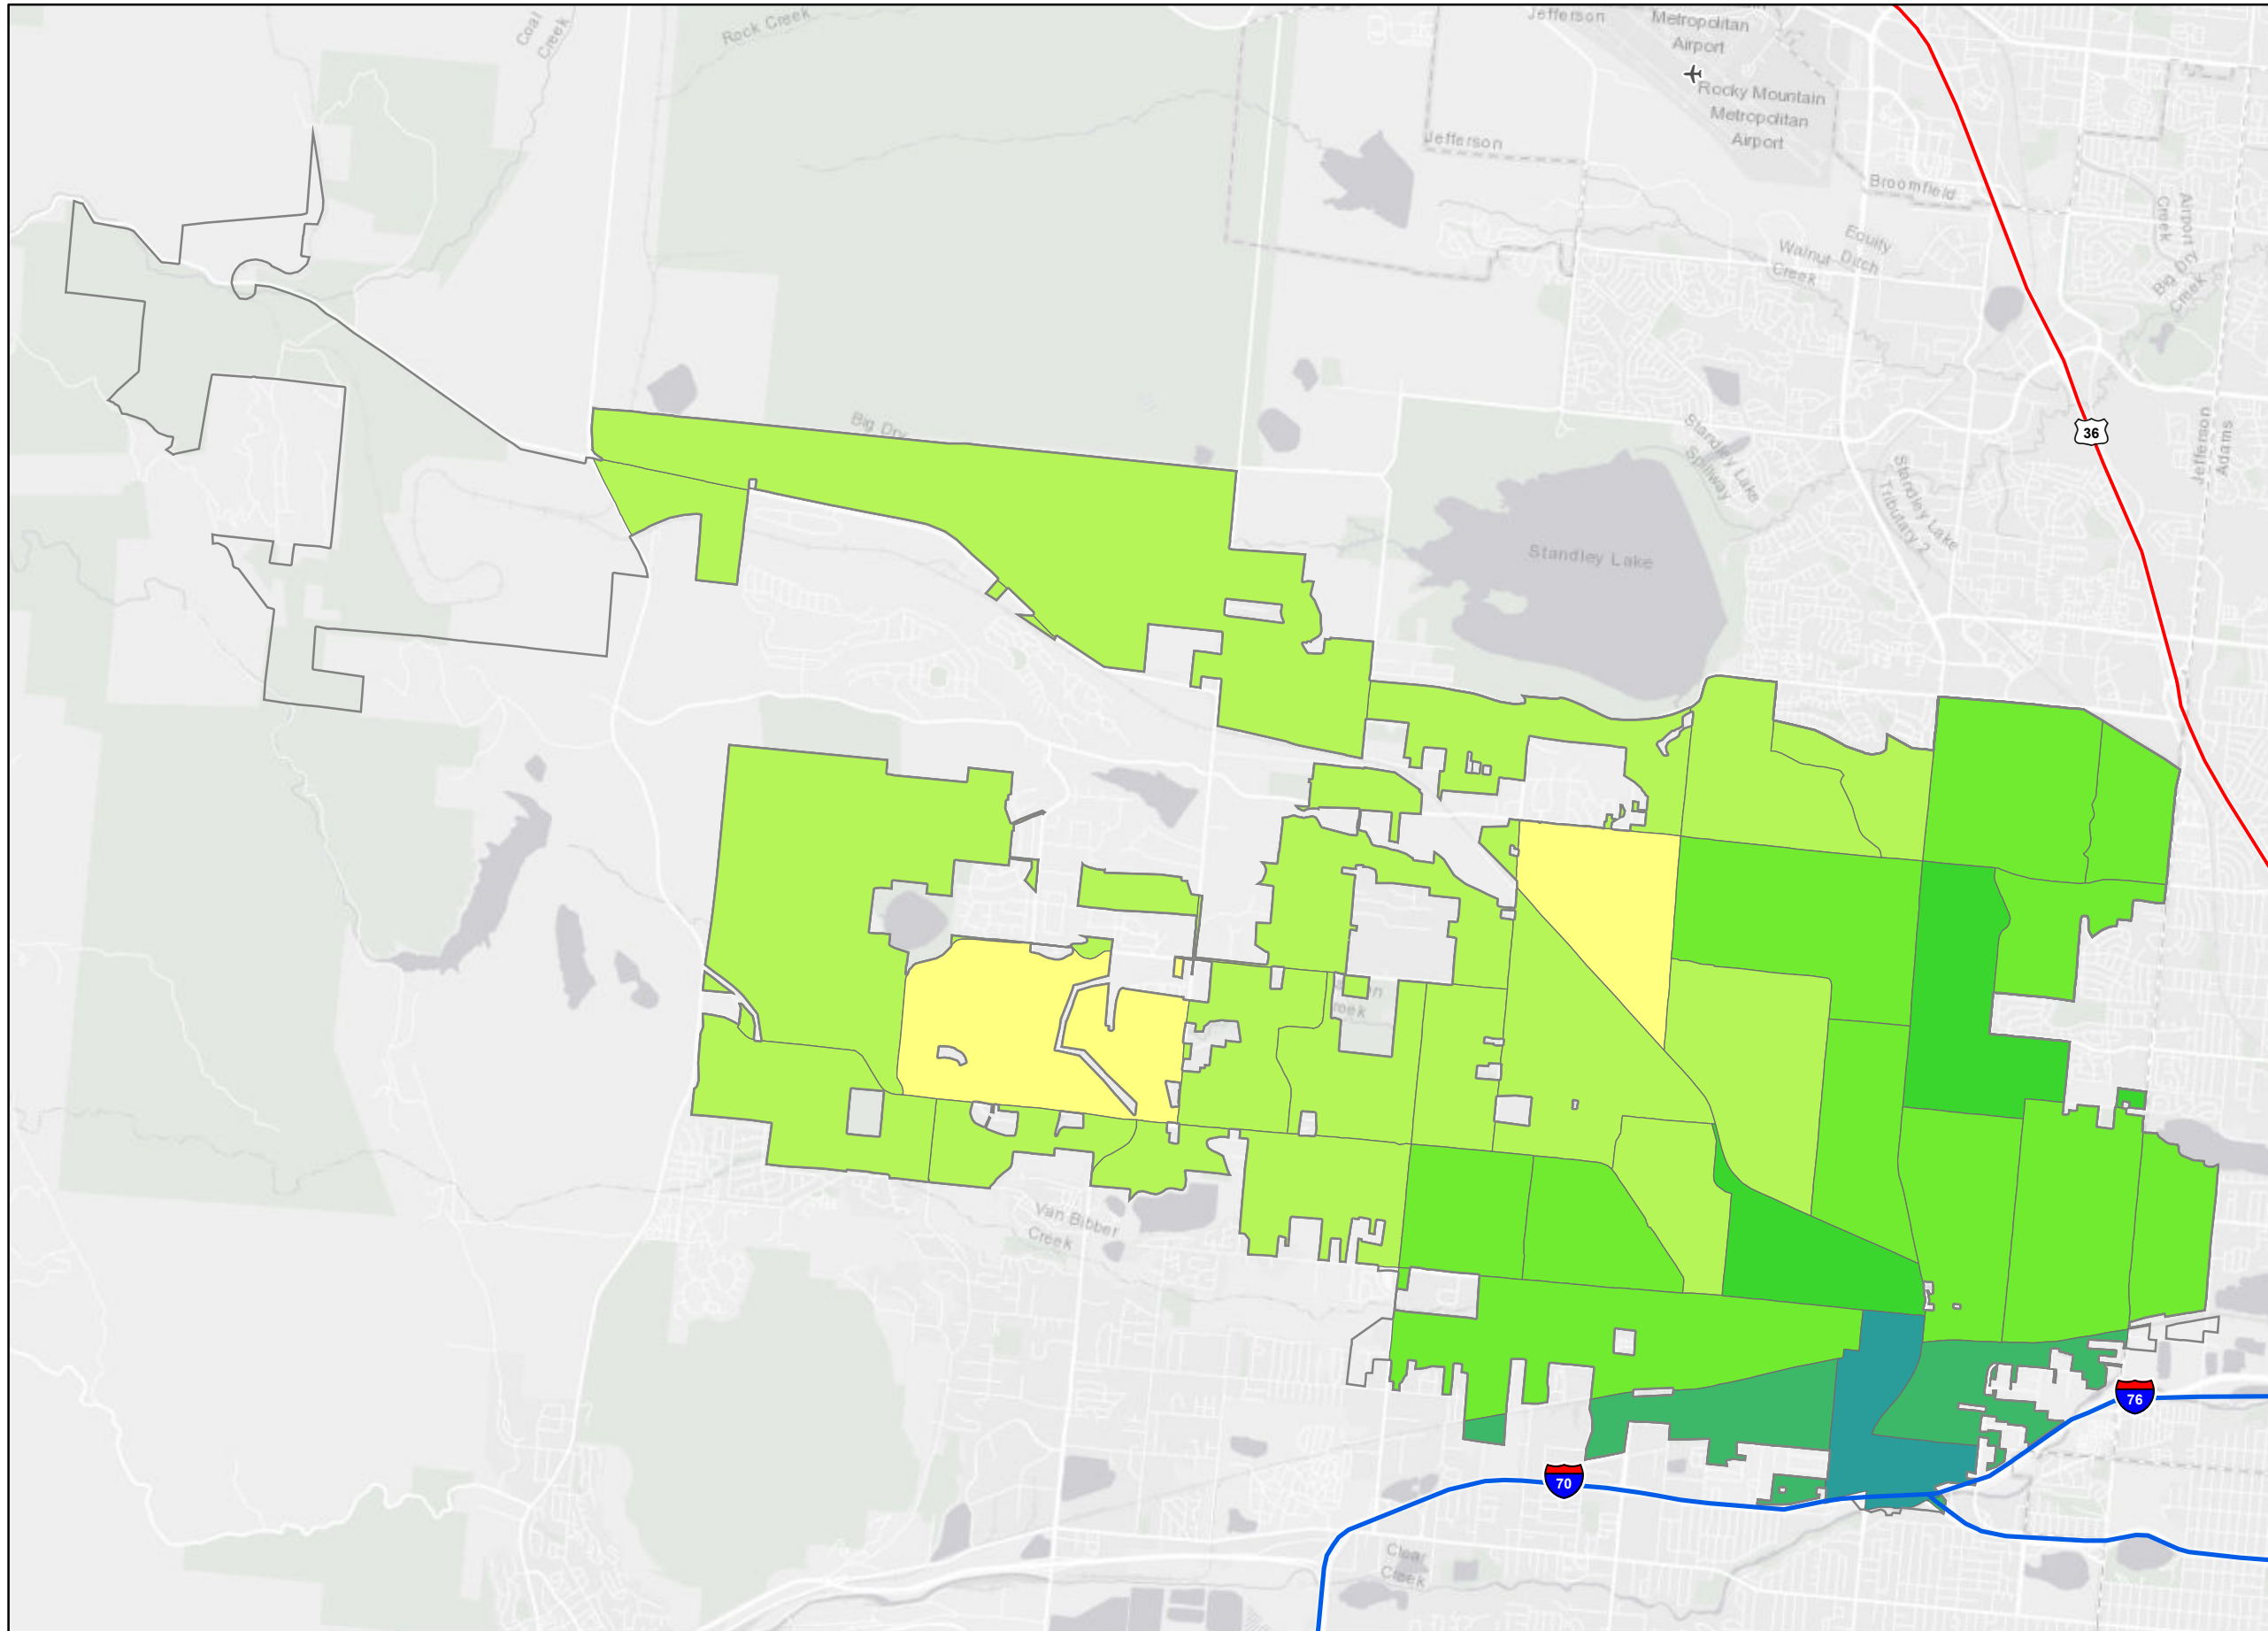 Coal
Creek
Rock Creek
Jefferson
Metropolitan
Airport
Rocky Mountain
Metropolitan
Airport
Jefferson
Broomfield
Airport
Creek
Equity
Ditch
Walnut
Creek
Big Dry
Creek
36
Jefferson
Adams
Big Dry
Standley Lake
Spillway
Standley Lake
Tributary 2
Standley Lake
Creek
Van Bibber
Creek
76
70
Clear
Creek